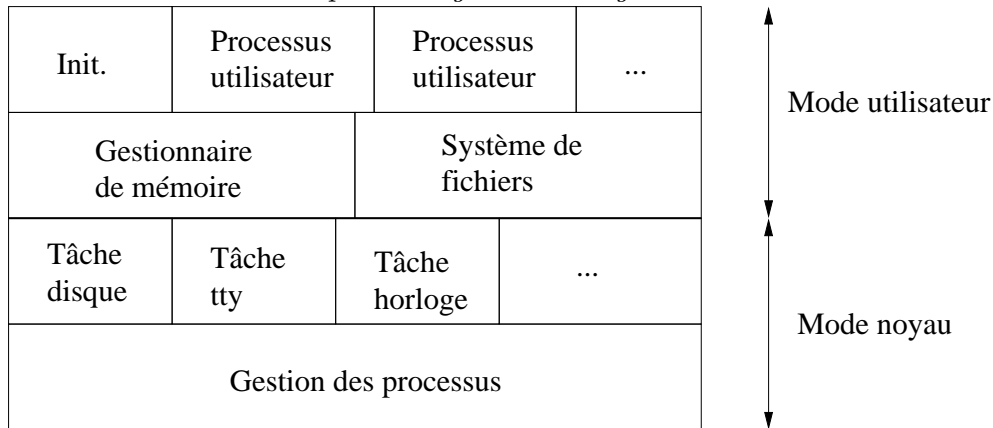 Init.
Processus
utilisateur
Processus
utilisateur
...
Mode utilisateur
Gestionnaire
de mémoire
Système de
fichiers
Tâche
disque
Tâche
tty
Tâche
horloge
...
Mode noyau
Gestion des processus